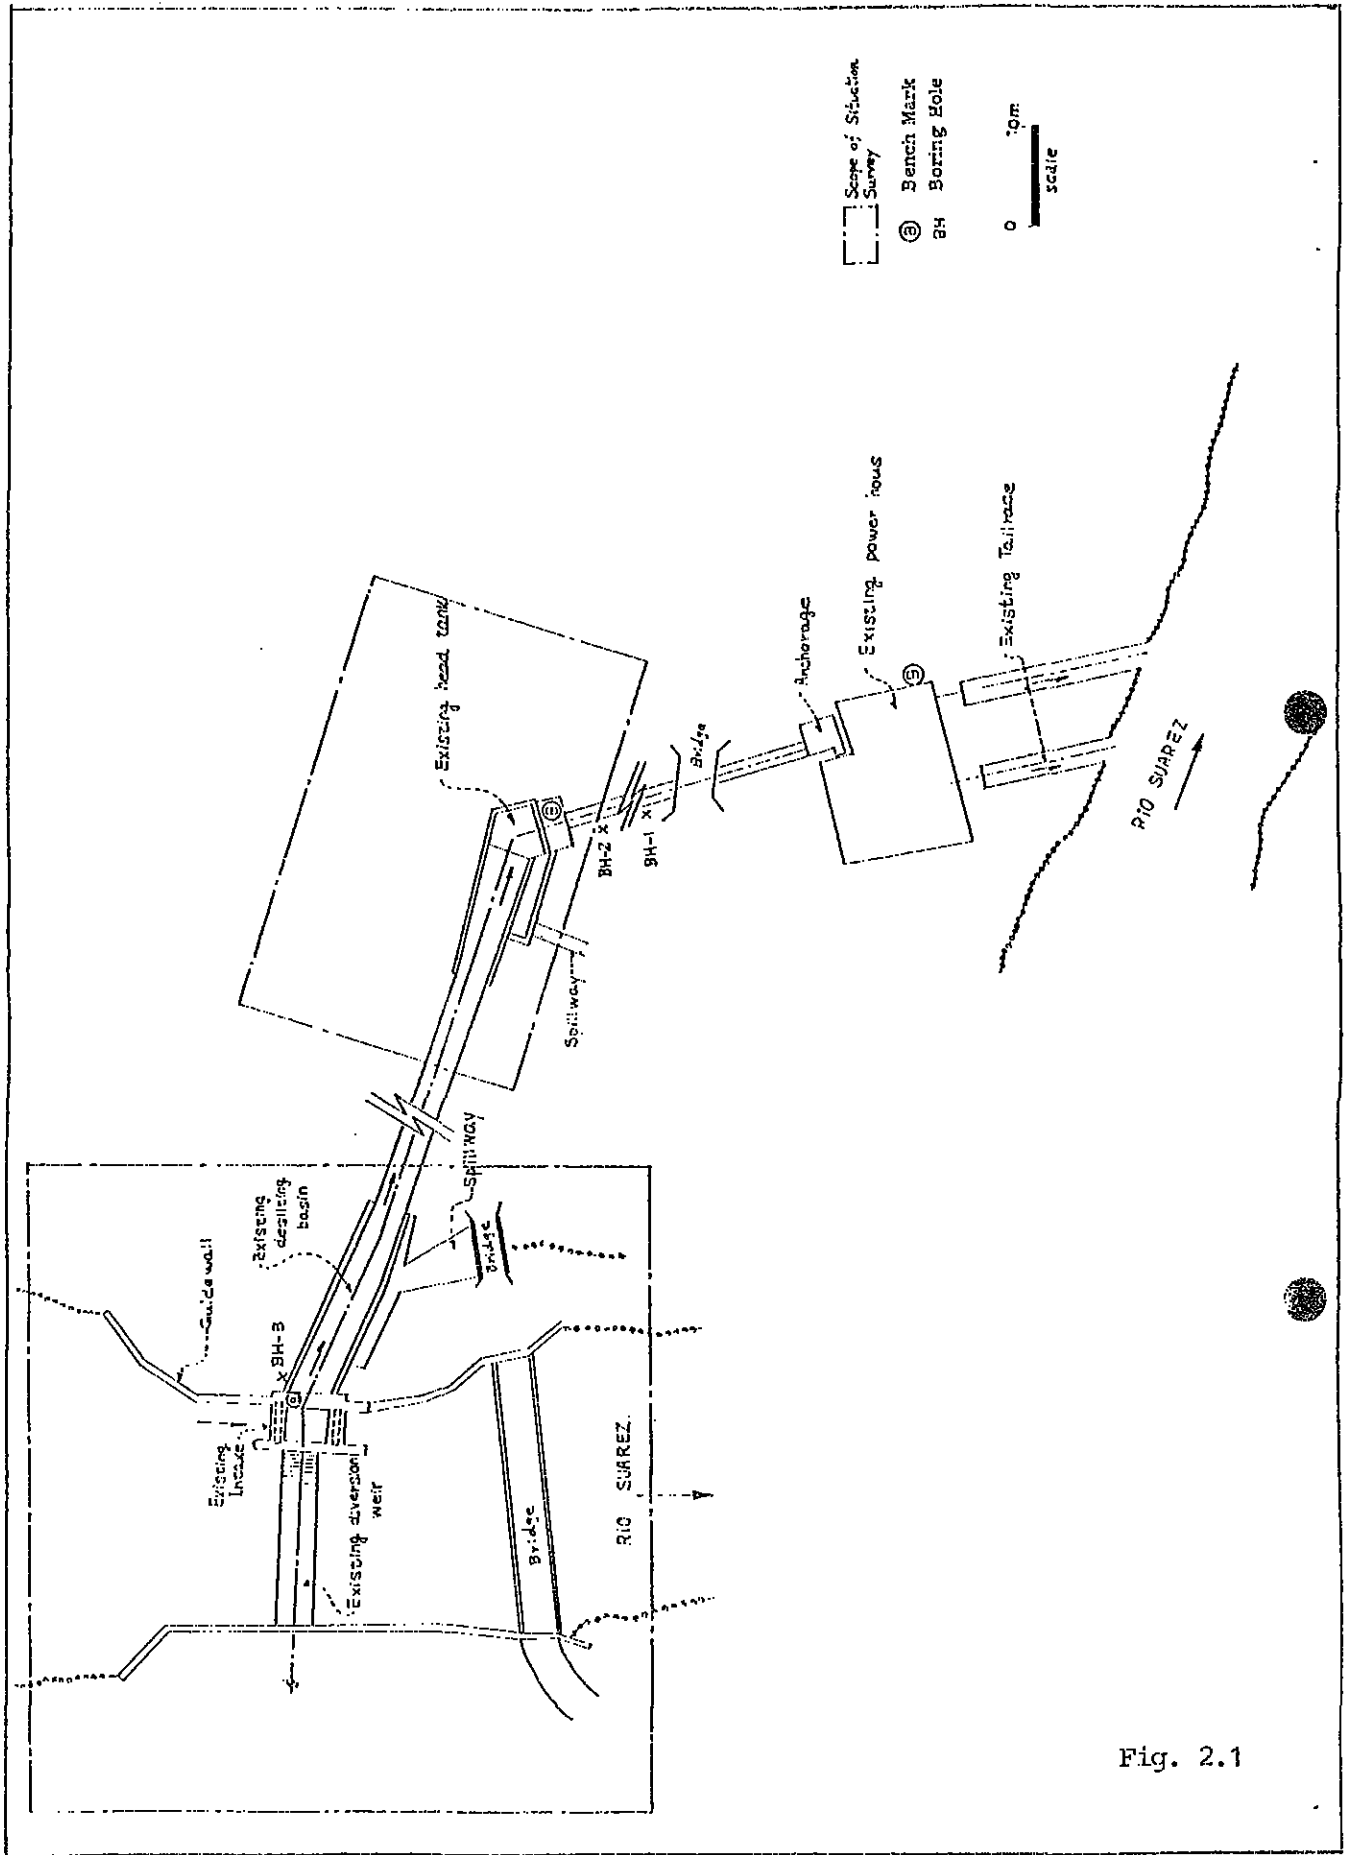 Scope of Situation
Survey
Bench Mark
BH Boring Hole
0 10m
scale
Existing head tank
BH-2 x
BH-1 x
Bridge
Anchorage
Existing power hous
Existing Tailrace
RIO SUAREZ
Spillway
Spillway
Bridge
Existing
desilting
basin
Guide wall
x BH-3
Existing
Intake
Existing diversion
weir
Bridge
RIO SUAREZ.
Fig. 2.1